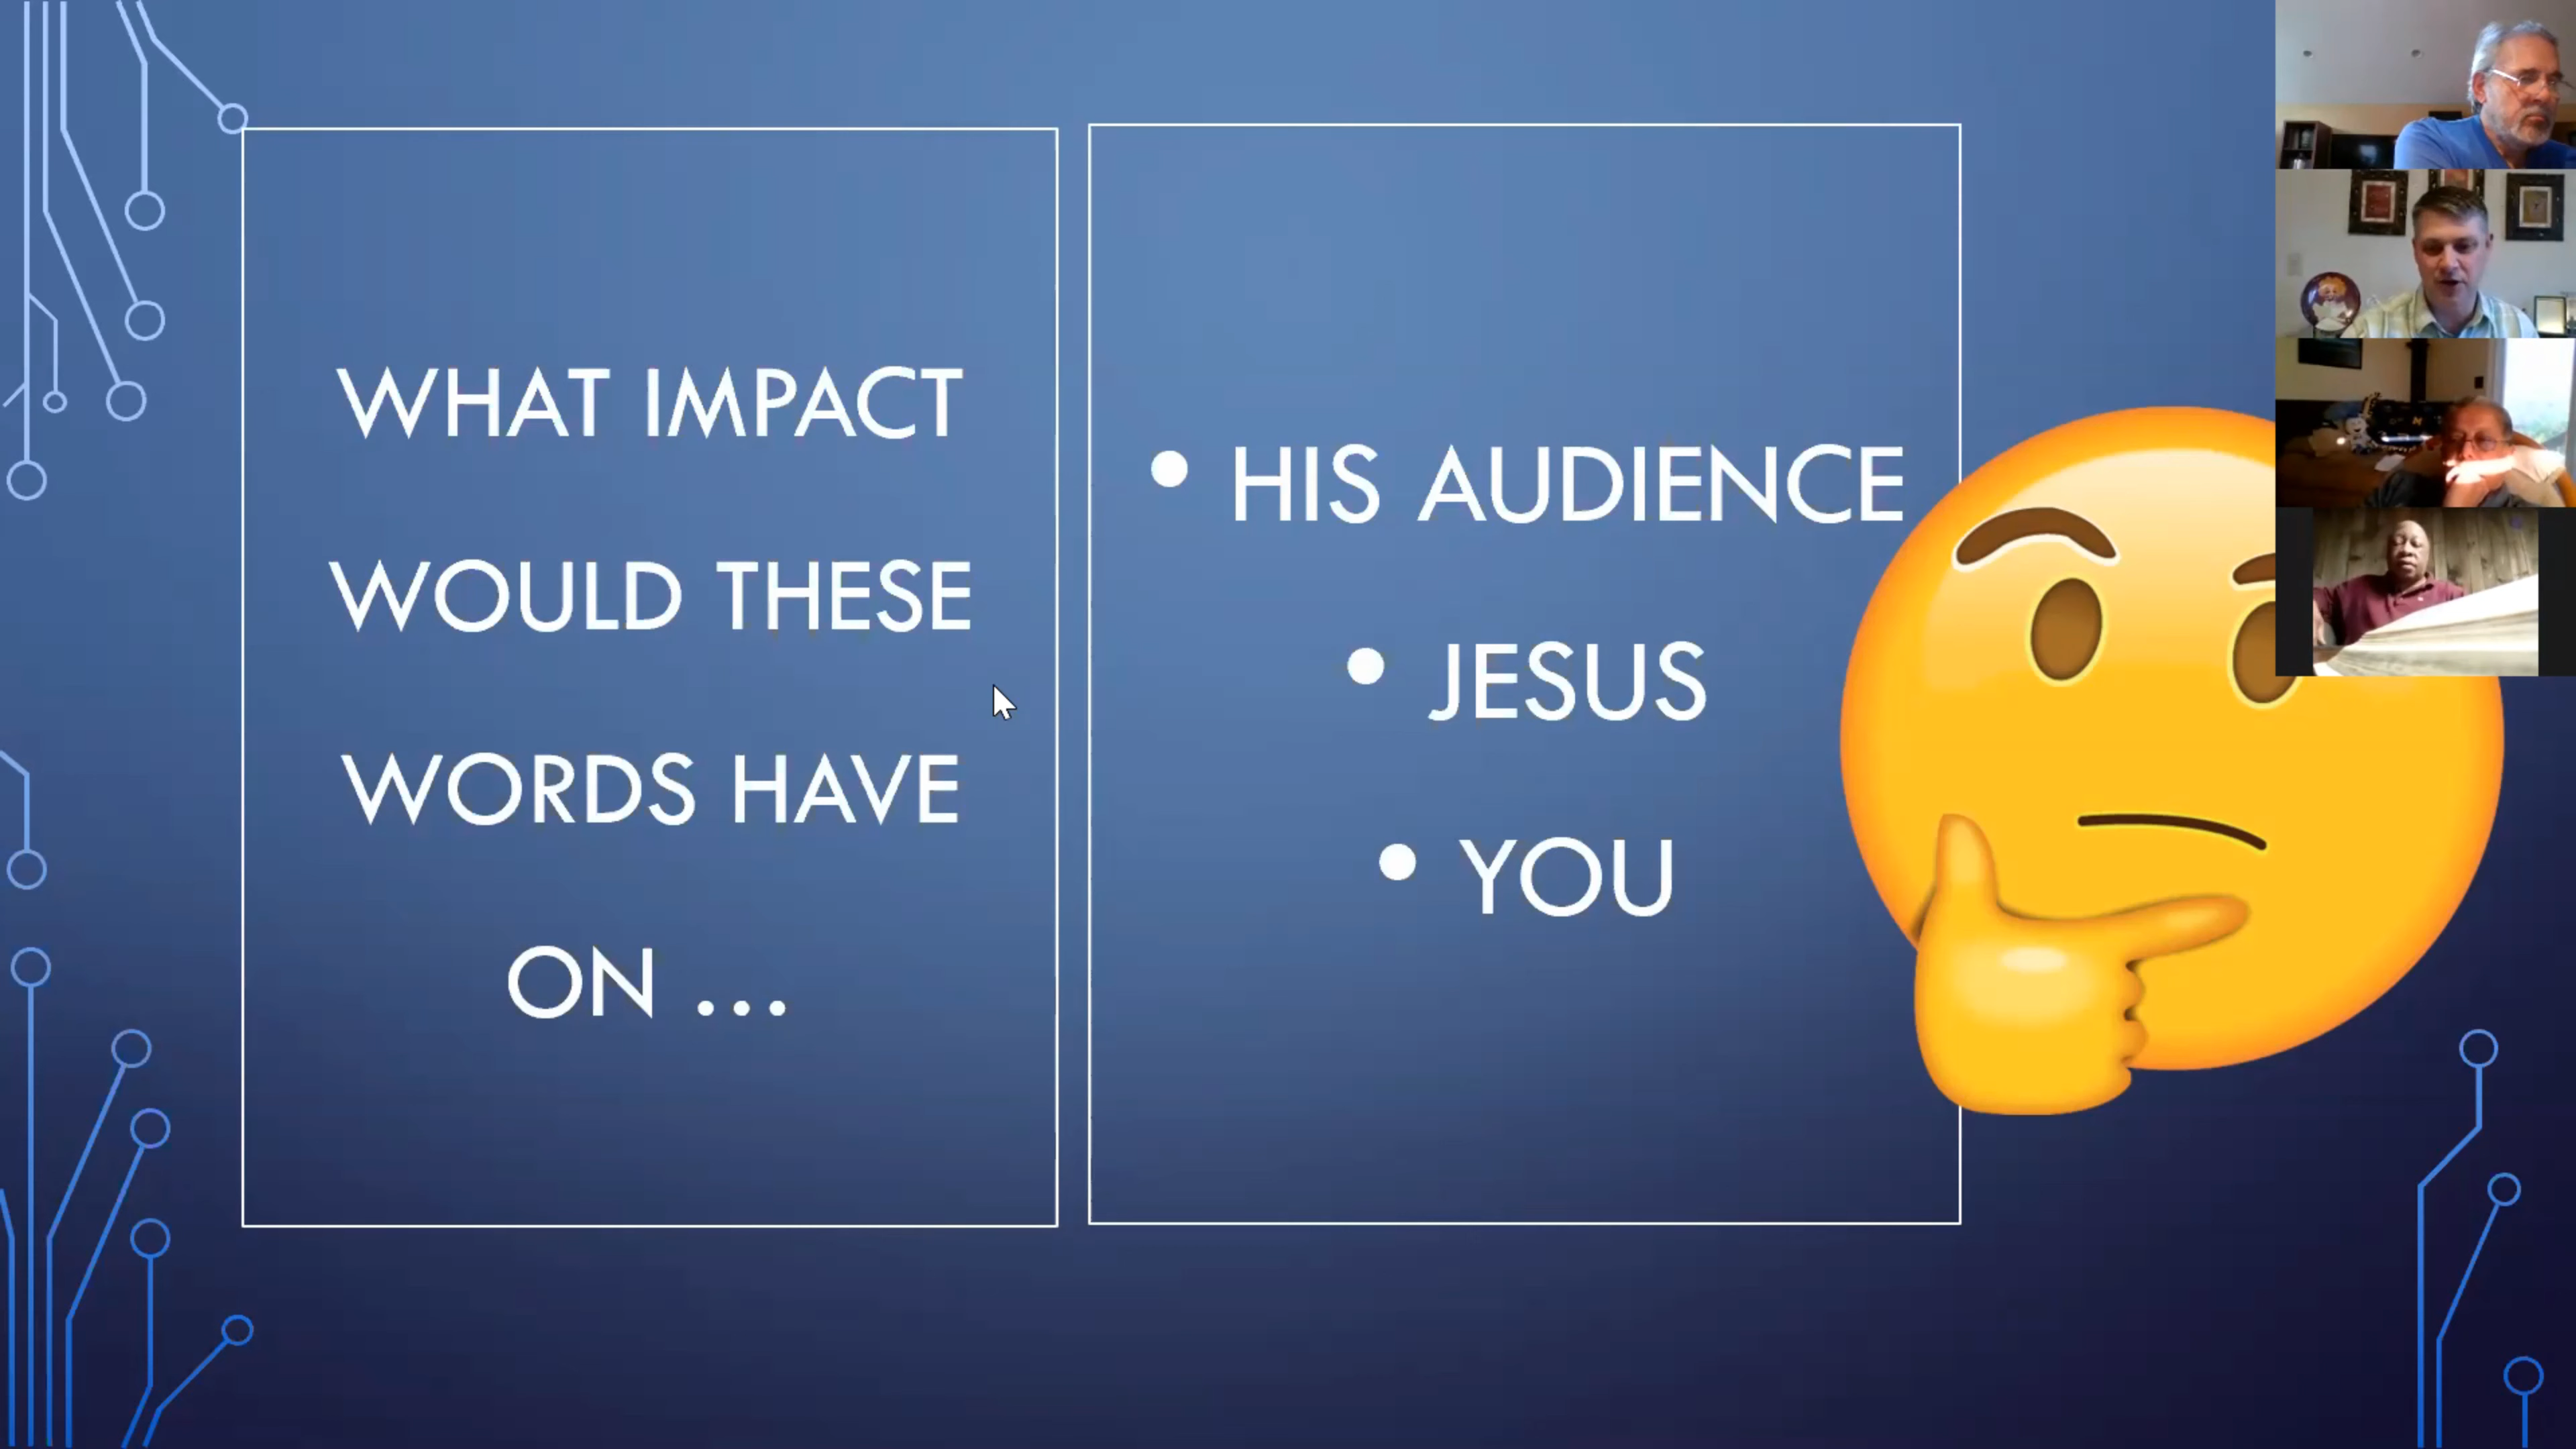 WHAT IMPACT
WOULD THESE
WORDS HAVE
ON ...
• HIS AUDIENCE
• JESUS
• YOU